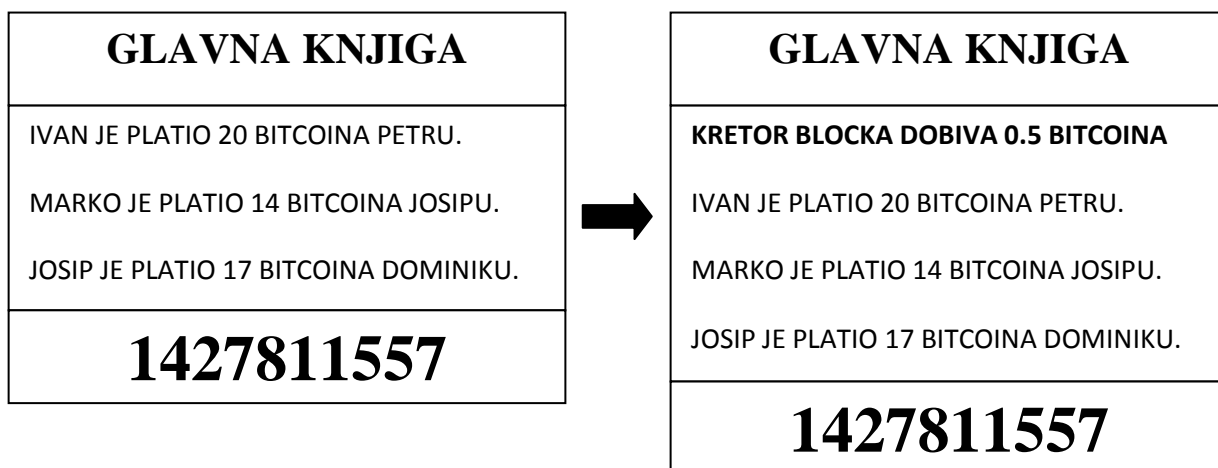 GLAVNA KNJIGA
IVAN JE PLATIO 20 BITCOINA PETRU.
MARKO JE PLATIO 14 BITCOINA JOSIPU.
JOSIP JE PLATIO 17 BITCOINA DOMINIKU.
1427811557
GLAVNA KNJIGA
KRETOR BLOCKA DOBIVA 0.5 BITCOINA
IVAN JE PLATIO 20 BITCOINA PETRU.
MARKO JE PLATIO 14 BITCOINA JOSIPU.
JOSIP JE PLATIO 17 BITCOINA DOMINIKU.
1427811557